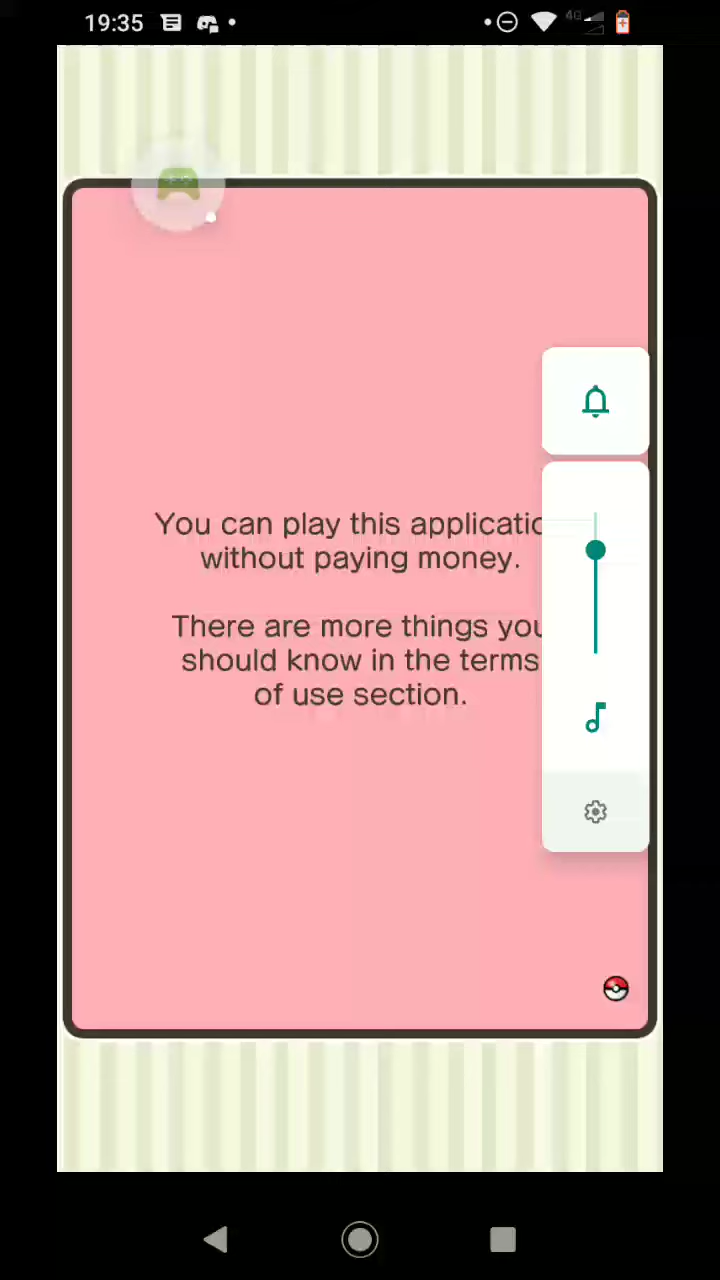 19:35
4G
You can play this applicatio
without paying money.
There are more things you
should know in the terms
of use section.